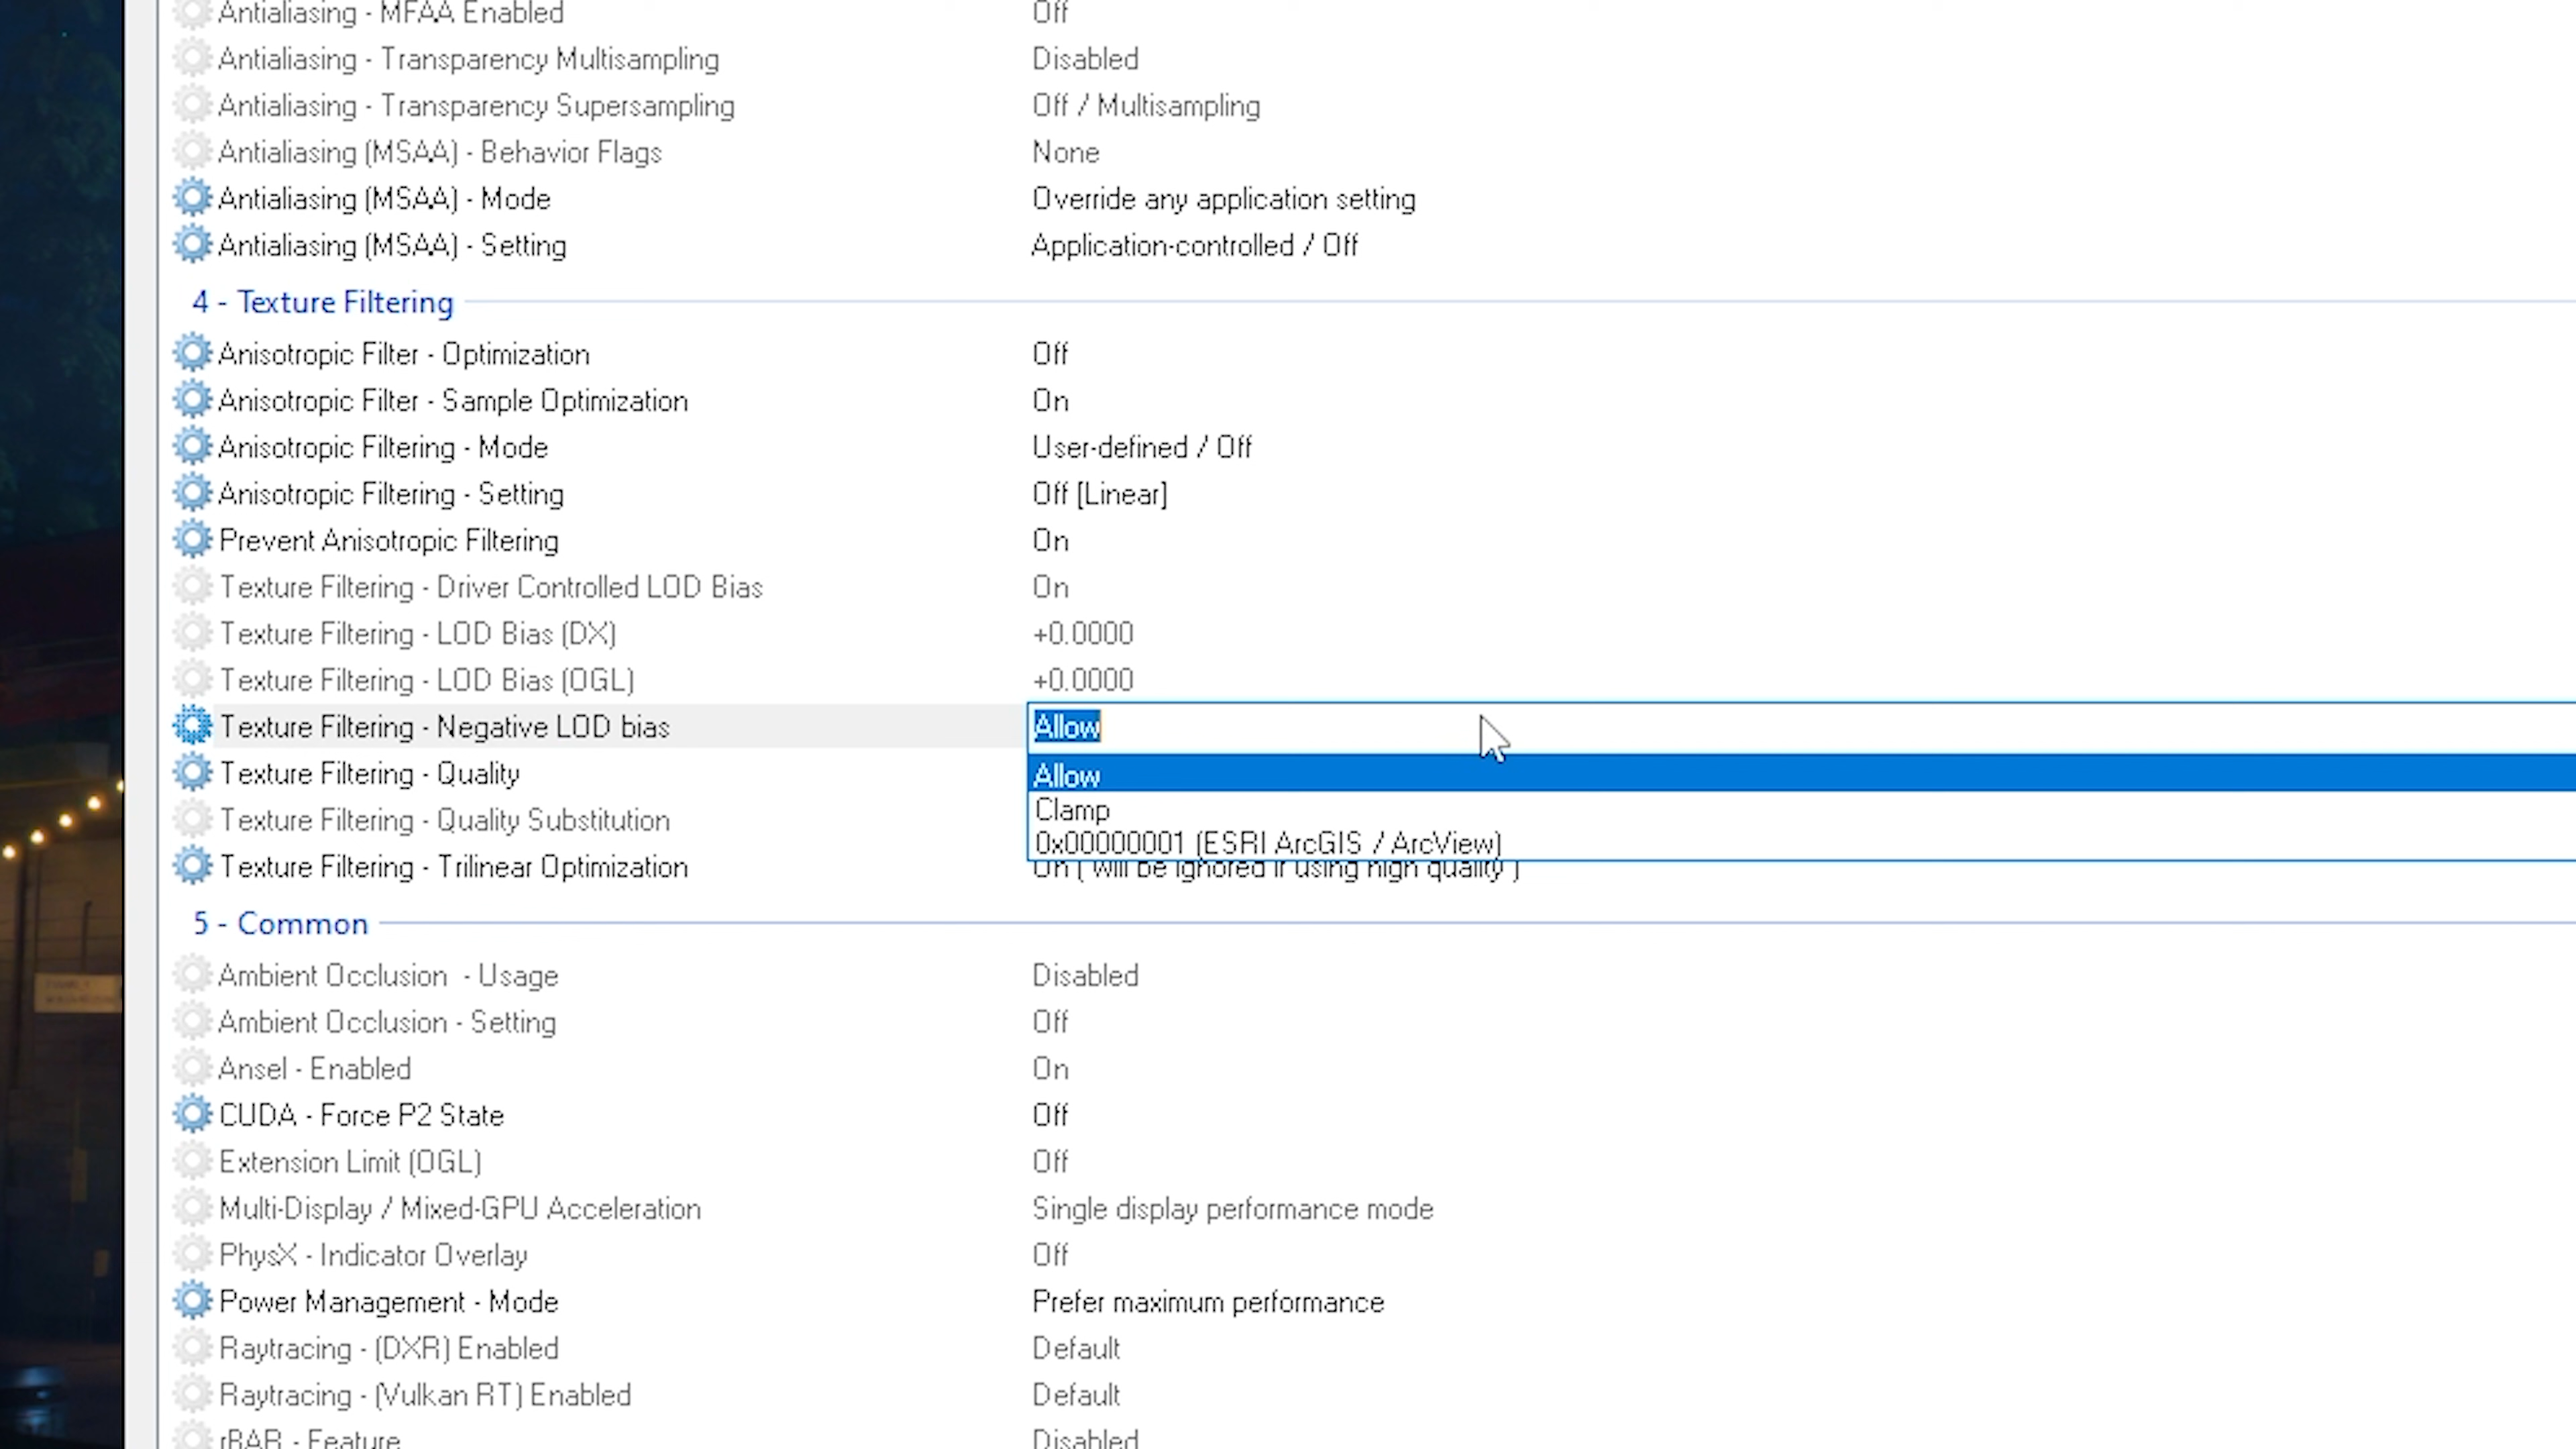 Antialiasing - MFAA Enabled Off
Antialiasing - Transparency Multisampling Disabled
Antialiasing - Transparency Supersampling Off / Multisampling
Antialiasing (MSAA) - Behavior Flags None
Antialiasing (MSAA) - Mode Override any application setting
Antialiasing (MSAA) - Setting Application-controlled / Off
4 - Texture Filtering
Anisotropic Filter - Optimization Off
Anisotropic Filter - Sample Optimization On
Anisotropic Filtering - Mode User-defined / Off
Anisotropic Filtering - Setting Off [Linear]
Prevent Anisotropic Filtering On
Texture Filtering - Driver Controlled LOD Bias On
Texture Filtering - LOD Bias (DX) +0.0000
Texture Filtering - LOD Bias (OGL) +0.0000
Texture Filtering - Negative LOD bias Allow
Texture Filtering - Quality Allow
Clamp
Texture Filtering - Quality Substitution 0x00000001 (ESRI ArcGIS / ArcView)
Texture Filtering - Trilinear Optimization On ( will be ignored if using high quality )
5 - Common
Ambient Occlusion - Usage Disabled
Ambient Occlusion - Setting Off
Ansel - Enabled On
CUDA - Force P2 State Off
Extension Limit (OGL) Off
Multi-Display / Mixed-GPU Acceleration Single display performance mode
PhysX - Indicator Overlay Off
Power Management - Mode Prefer maximum performance
Raytracing - (DXR) Enabled Default
Raytracing - (Vulkan RT) Enabled Default
rBAR - Feature Disabled